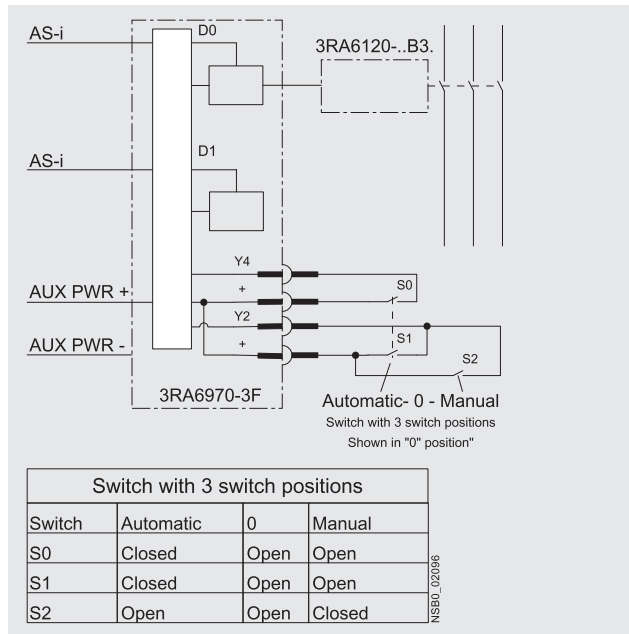 AS-i
D0
3RA6120-..B3.
AS-i
D1
Y4
S0
AUX PWR +
+
Y2
S1
AUX PWR -
+
S2
3RA6970-3F
Automatic- 0 - Manual
Switch with 3 switch positions
Shown in "0" position"
Switch with 3 switch positions
Switch Automatic 0 Manual
S0 Closed Open Open
S1 Closed Open Open
S2 Open Open Closed
NSB0_02096